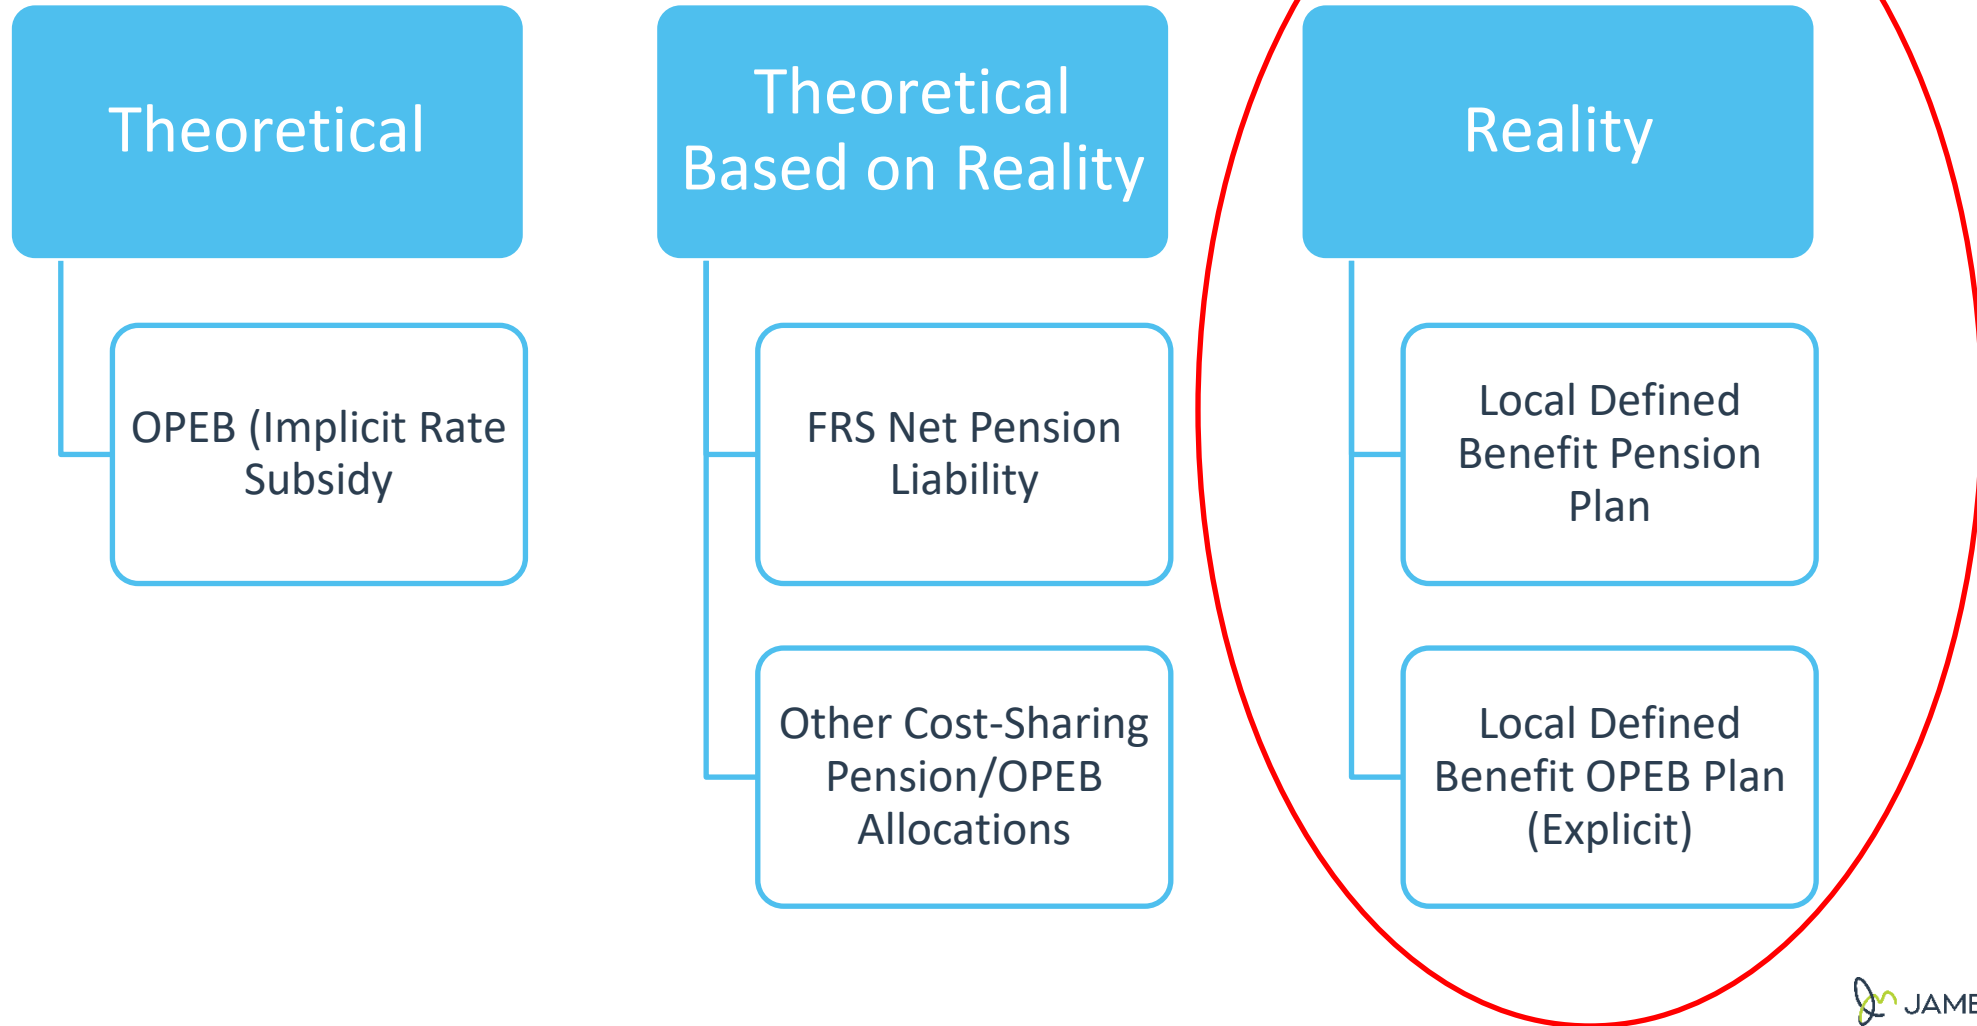 Theoretical
OPEB (Implicit Rate
Subsidy
Theoretical
Based on Reality
FRS Net Pension
Liability
Other Cost-Sharing
Pension/OPEB
Allocations
Reality
Local Defined
Benefit Pension
Plan
Local Defined
Benefit OPEB Plan
(Explicit)